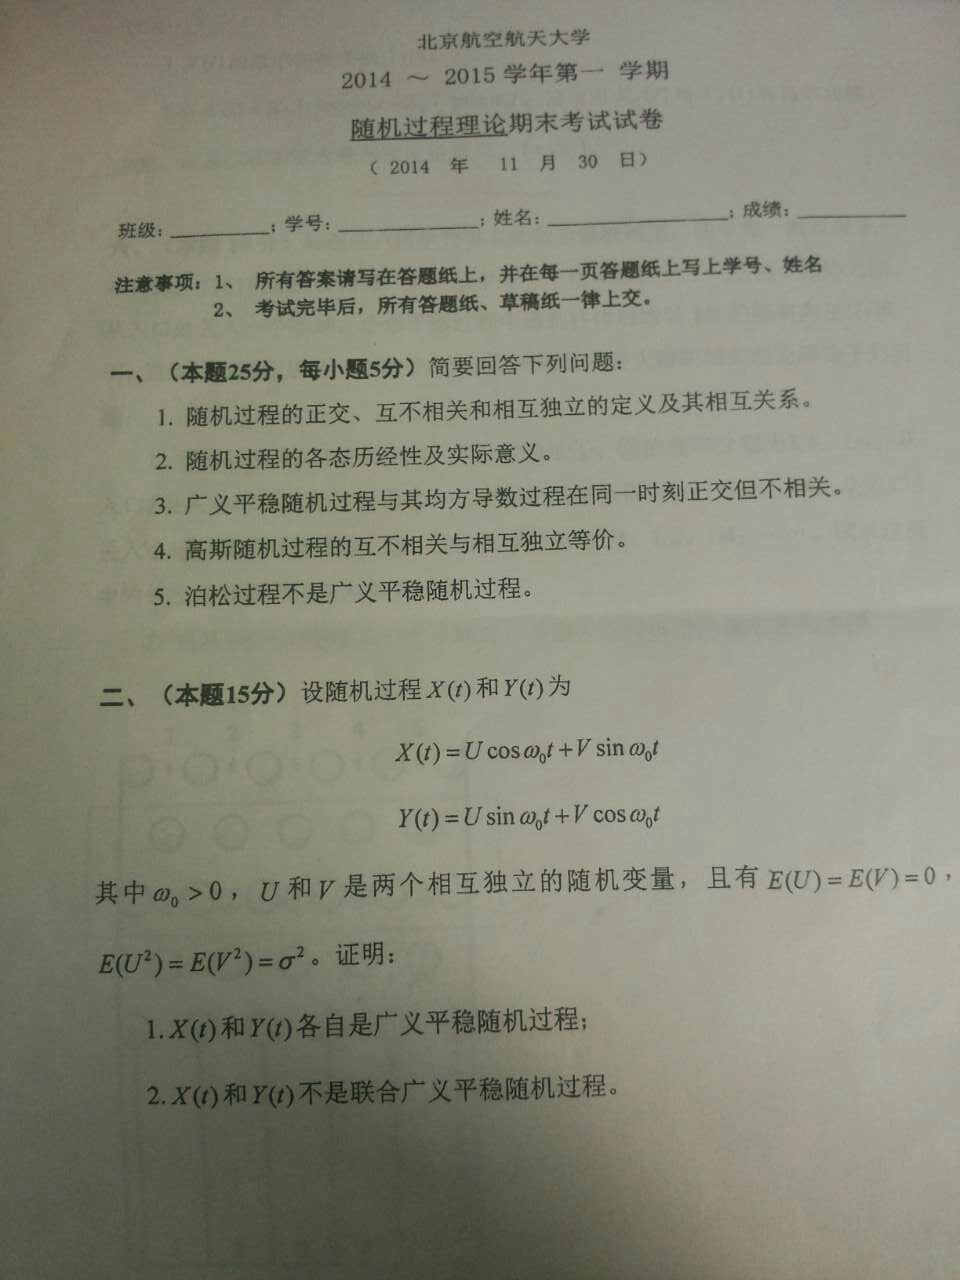 北京航空航天大学
2014 ～ 2015 学年第一 学期
随机过程理论期末考试试卷
（ 2014 年 11 月 30 日）
班级：________；学号：____________；姓名：______________；成绩：________
注意事项：1、 所有答案请写在答题纸上，并在每一页答题纸上写上学号、姓名
2、 考试完毕后，所有答题纸、草稿纸一律上交。
一、（本题25分，每小题5分）简要回答下列问题：
1. 随机过程的正交、互不相关和相互独立的定义及其相互关系。
2. 随机过程的各态历经性及实际意义。
3. 广义平稳随机过程与其均方导数过程在同一时刻正交但不相关。
4. 高斯随机过程的互不相关与相互独立等价。
5. 泊松过程不是广义平稳随机过程。
二、（本题15分）设随机过程 X(t) 和 Y(t) 为
X(t) = U cos ω₀t + V sin ω₀t
Y(t) = U sin ω₀t + V cos ω₀t
其中 ω₀ > 0，U 和 V 是两个相互独立的随机变量，且有 E(U) = E(V) = 0，
E(U²) = E(V²) = σ²。证明：
1. X(t) 和 Y(t) 各自是广义平稳随机过程；
2. X(t) 和 Y(t) 不是联合广义平稳随机过程。